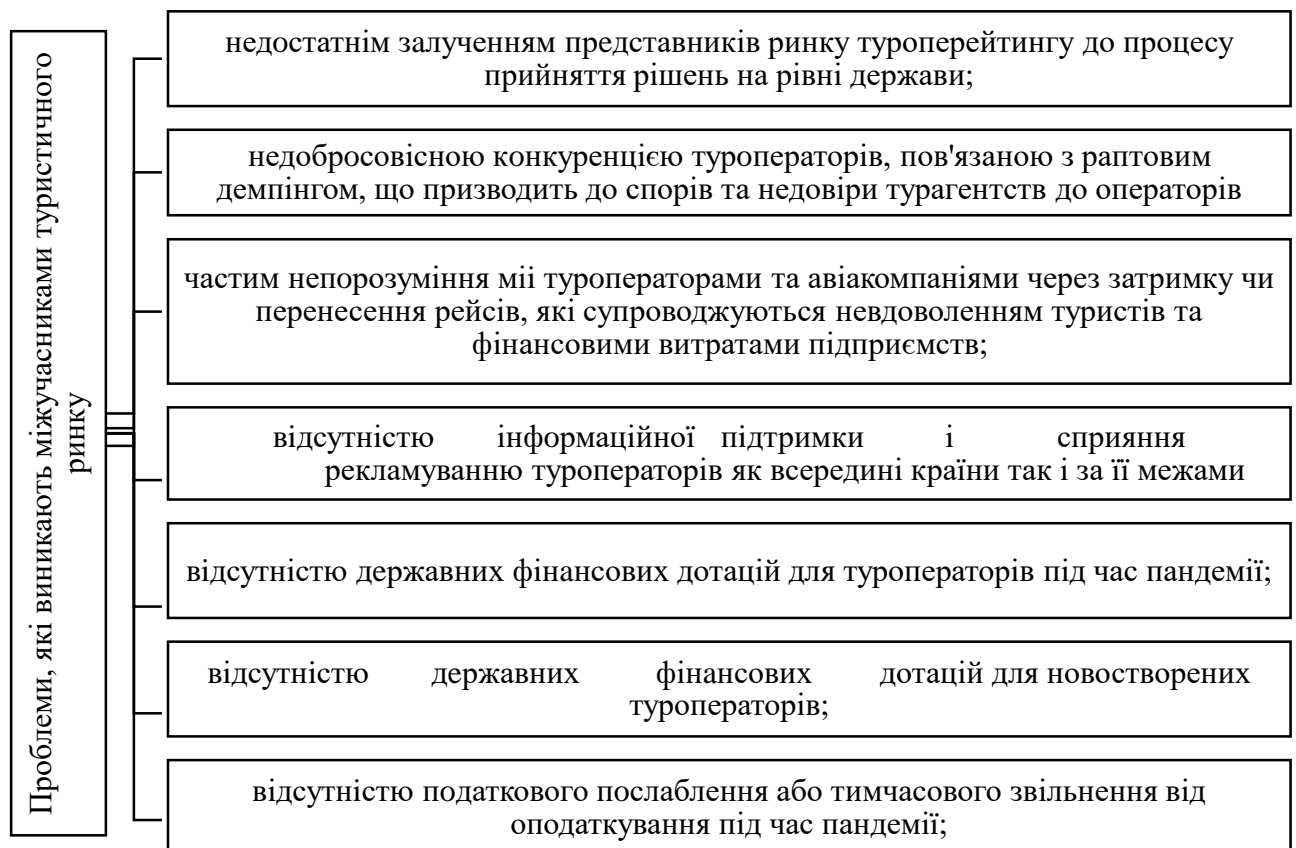 Проблеми, які виникають міжучасниками туристичного
ринку
недостатнім залученням представників ринку туроперейтингу до процесу
прийняття рішень на рівні держави;
недобросовісною конкуренцією туроператорів, пов'язаною з раптовим
демпінгом, що призводить до спорів та недовіри турагентств до операторів
частим непорозуміння міі туроператорами та авіакомпаніями через затримку чи
перенесення рейсів, які супроводжуються невдоволенням туристів та
фінансовими витратами підприємств;
відсутністю інформаційної підтримки і сприяння
рекламуванню туроператорів як всередині країни так і за її межами
відсутністю державних фінансових дотацій для туроператорів під час пандемії;
відсутністю державних фінансових дотацій для новостворених
туроператорів;
відсутністю податкового послаблення або тимчасового звільнення від
оподаткування під час пандемії;